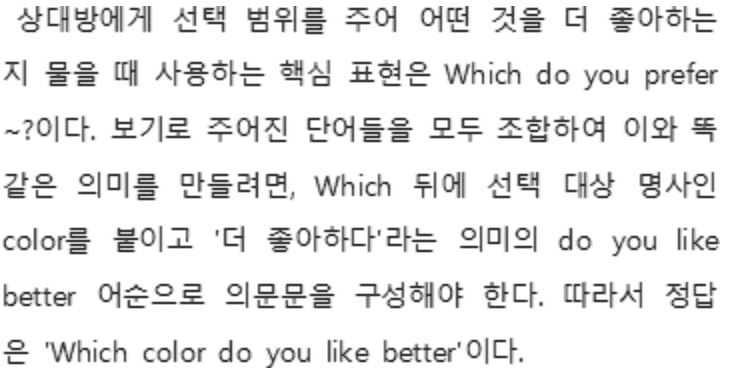 상대방에게 선택 범위를 주어 어떤 것을 더 좋아하는
지 물을 때 사용하는 핵심 표현은 Which do you prefer
~?이다. 보기로 주어진 단어들을 모두 조합하여 이와 똑
같은 의미를 만들려면, Which 뒤에 선택 대상 명사인
color를 붙이고 '더 좋아하다'라는 의미의 do you like
better 어순으로 의문문을 구성해야 한다. 따라서 정답
은 'Which color do you like better'이다.